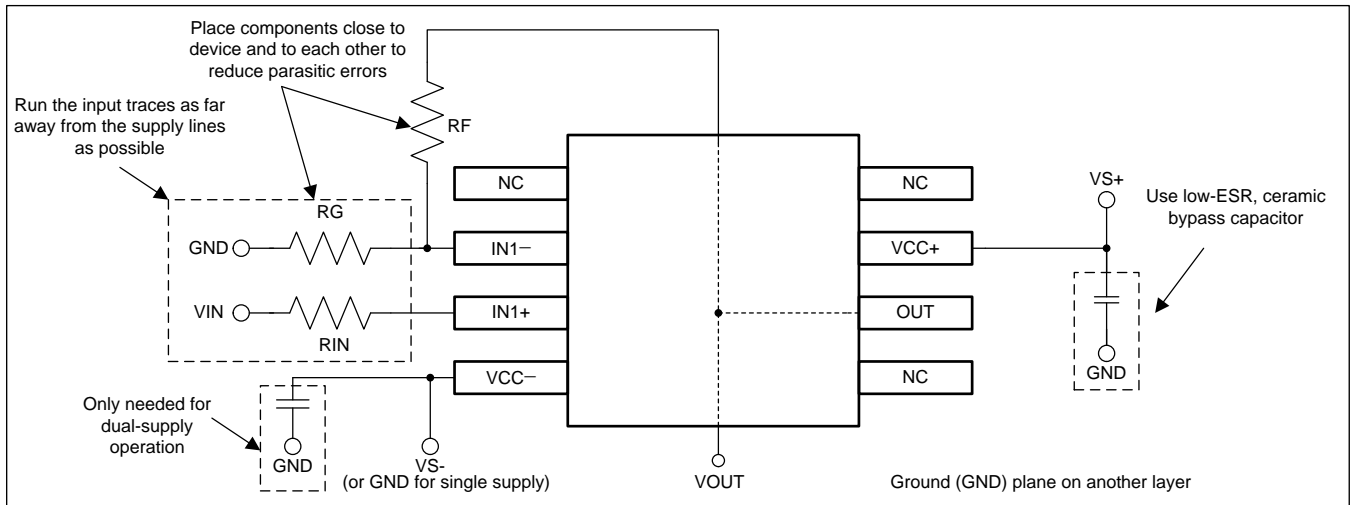 Place components close to
device and to each other to
reduce parasitic errors
Run the input traces as far
away from the supply lines
as possible
RF
NC
NC
VS+
Use low-ESR, ceramic
bypass capacitor
RG
GND
IN1−
VCC+
VIN
IN1+
OUT
RIN
GND
VCC−
NC
Only needed for
dual-supply
operation
GND
VS-
(or GND for single supply)
VOUT
Ground (GND) plane on another layer